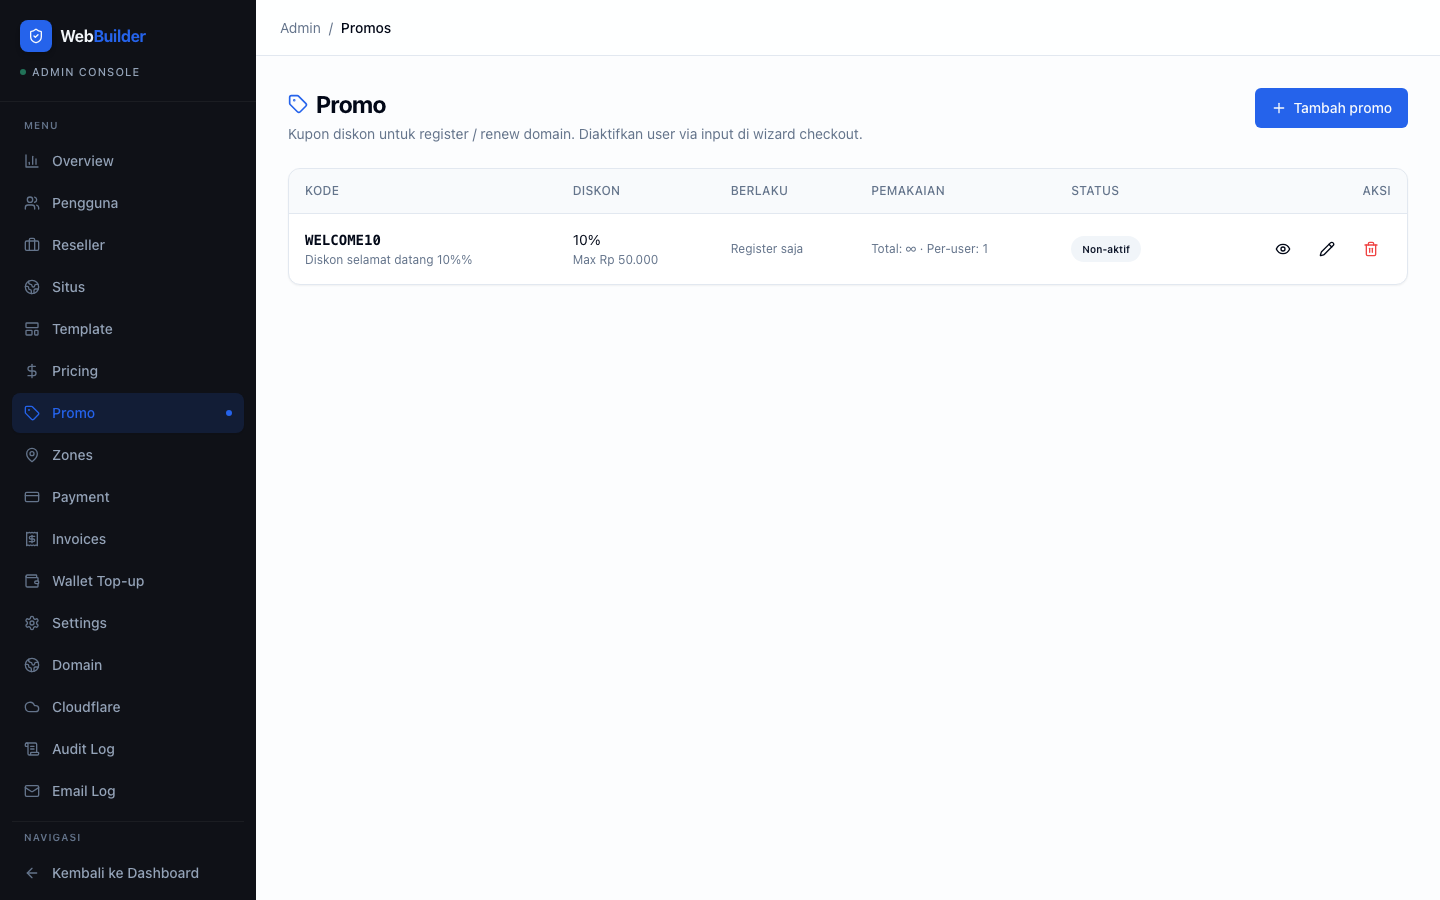 WebBuilder
ADMIN CONSOLE
MENU
Overview
Pengguna
Reseller
Situs
Template
Pricing
Promo
Zones
Payment
Invoices
Wallet Top-up
Settings
Domain
Cloudflare
Audit Log
Email Log
NAVIGASI
Kembali ke Dashboard
Admin / Promos
Promo
Kupon diskon untuk register / renew domain. Diaktifkan user via input di wizard checkout.
Tambah promo
KODE DISKON BERLAKU PEMAKAIAN STATUS AKSI
WELCOME10 10%
Diskon selamat datang 10%% Max Rp 50.000 Register saja Total: ∞ · Per-user: 1 Non-aktif